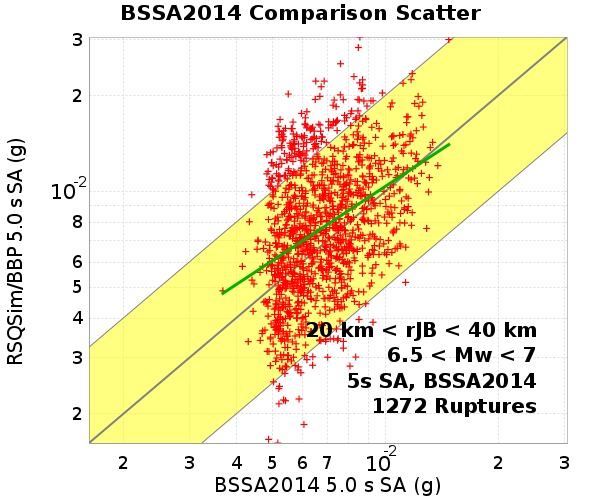 BSSA2014 Comparison Scatter
RSQSim/BBP 5.0 s SA (g)
3
2
10-2
8
6
5
4
3
2
20 km < rJB < 40 km
6.5 < Mw < 7
5s SA, BSSA2014
1272 Ruptures
2 3 4 5 6 7 10-2 2 3
BSSA2014 5.0 s SA (g)